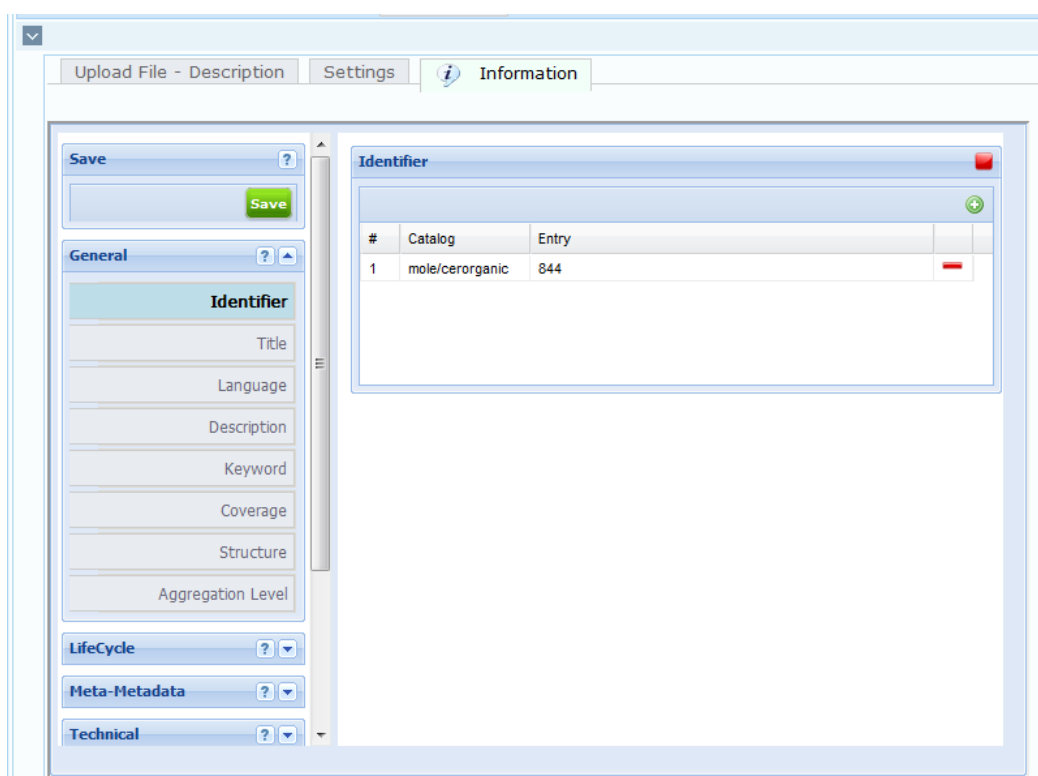 Upload File - Description Settings i Information
Save ?
Save
General ?
Identifier
Title
Language
Description
Keyword
Coverage
Structure
Aggregation Level
LifeCycle ?
Meta-Metadata ?
Technical ?
Identifier
# Catalog Entry
1 mole/cerorganic 844